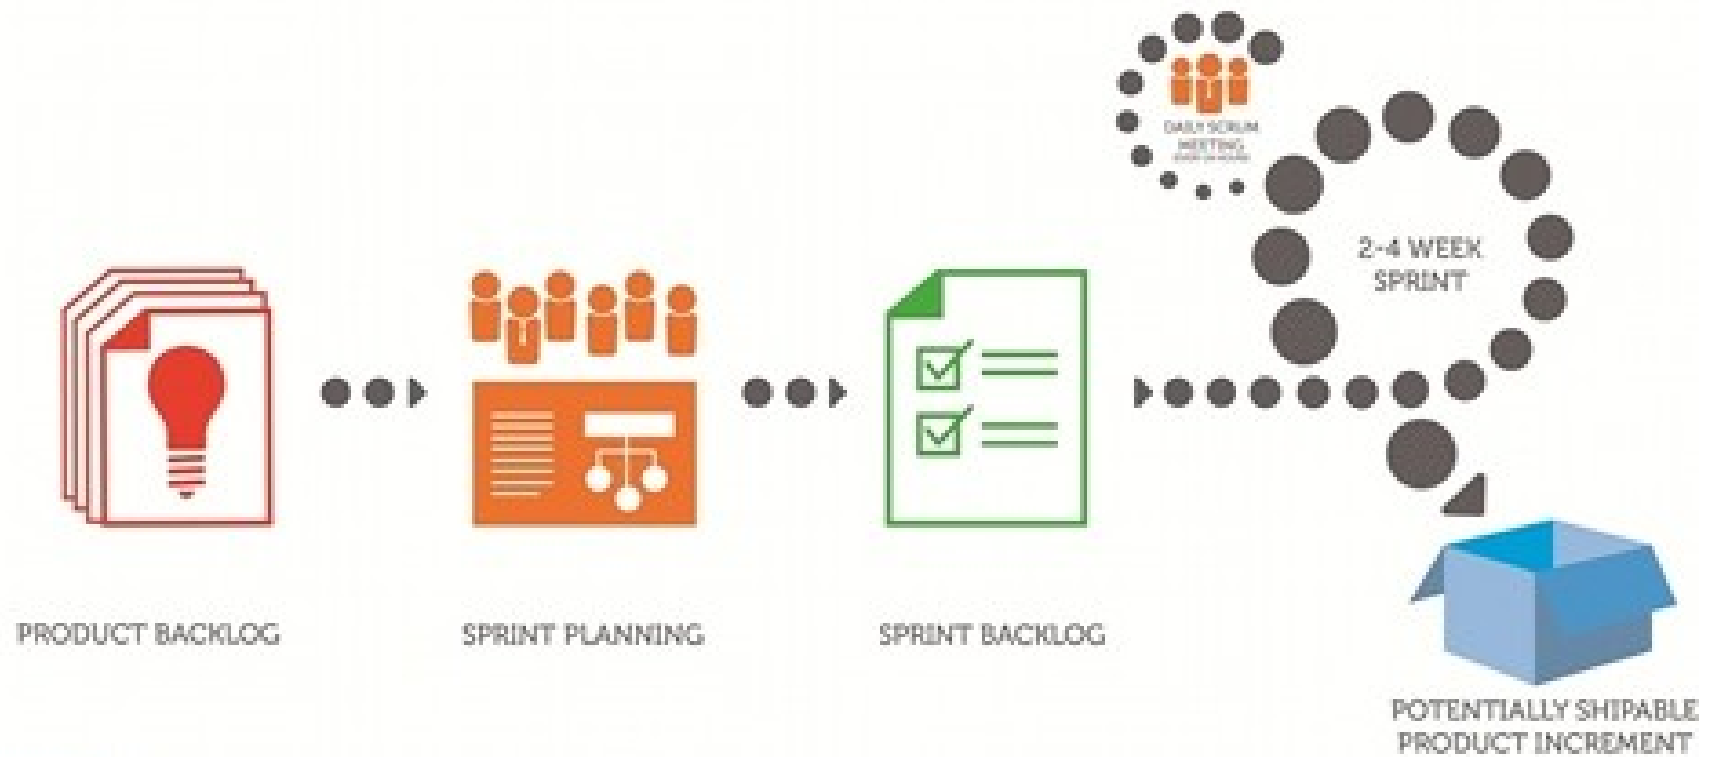 DAILY SCRUM
MEETING
2-4 WEEK
SPRINT
PRODUCT BACKLOG
SPRINT PLANNING
SPRINT BACKLOG
POTENTIALLY SHIPABLE
PRODUCT INCREMENT